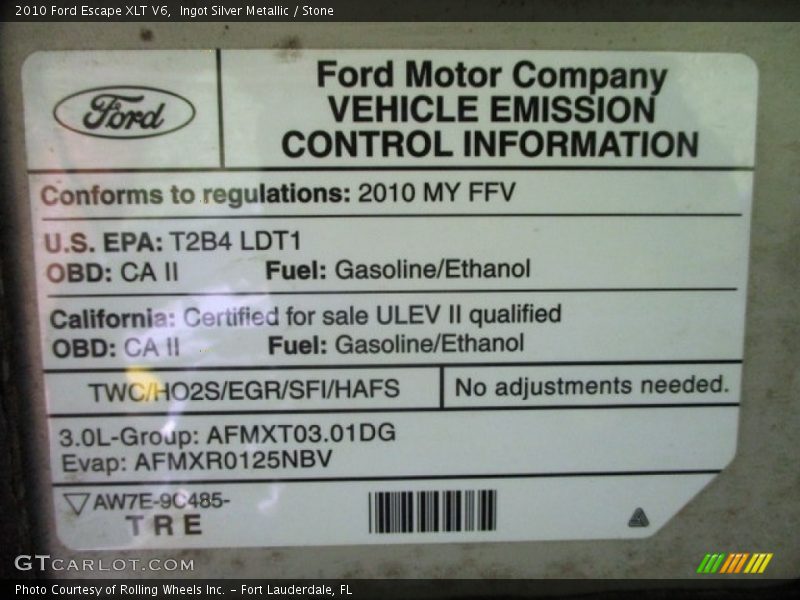 2010 Ford Escape XLT V6,  Ingot Silver Metallic / Stone
Ford
Ford Motor Company
VEHICLE EMISSION
CONTROL INFORMATION
Conforms to regulations: 2010 MY FFV
U.S. EPA: T2B4 LDT1
OBD: CA II Fuel: Gasoline/Ethanol
California: Certified for sale ULEV II qualified
OBD: CA II Fuel: Gasoline/Ethanol
TWC/HO2S/EGR/SFI/HAFS No adjustments needed.
3.0L-Group: AFMXT03.01DG
Evap: AFMXR0125NBV
AW7E-9C485-
TRE
GTCARLOT.COM
Photo Courtesy of Rolling Wheels Inc. – Fort Lauderdale, FL